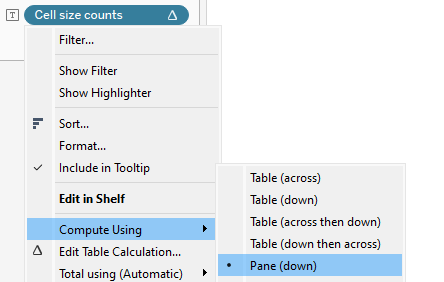 T Cell size counts Δ
Filter...
Show Filter
Show Highlighter
Sort...
Format...
Include in Tooltip
Edit in Shelf
Compute Using
Edit Table Calculation...
Total using (Automatic)
Table (across)
Table (down)
Table (across then down)
Table (down then across)
Pane (down)